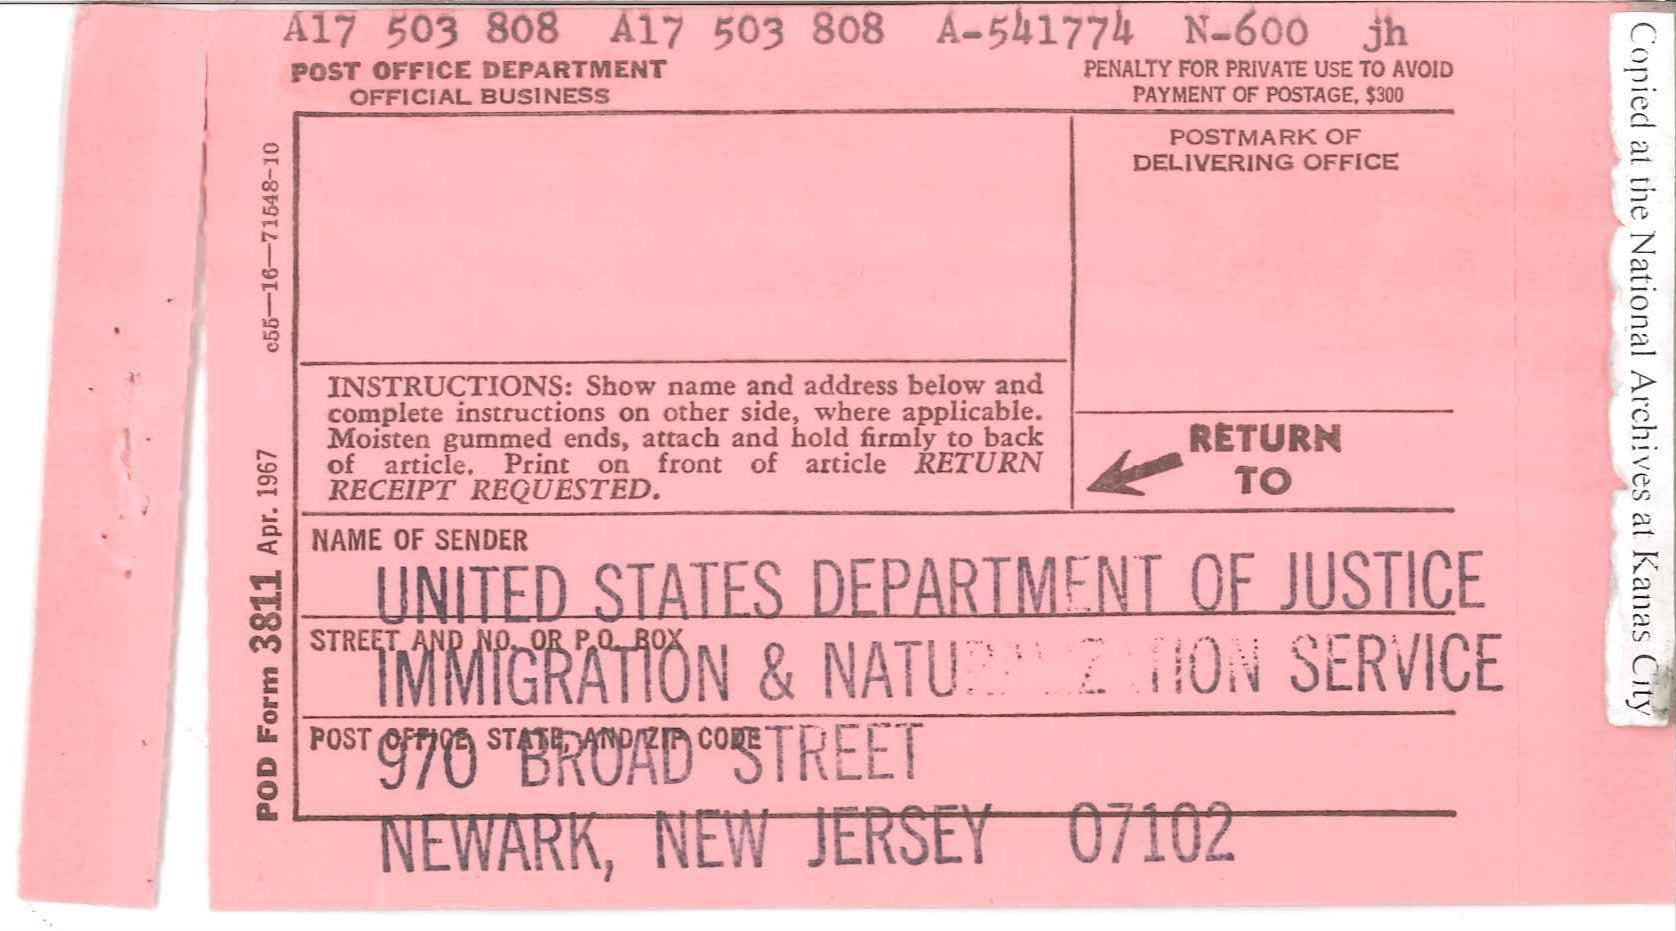 A17 503 808 A17 503 808 A-541774 N-600 jh
POST OFFICE DEPARTMENT
OFFICIAL BUSINESS
PENALTY FOR PRIVATE USE TO AVOID
PAYMENT OF POSTAGE, $300
POSTMARK OF
DELIVERING OFFICE
INSTRUCTIONS: Show name and address below and
complete instructions on other side, where applicable.
Moisten gummed ends, attach and hold firmly to back
of article. Print on front of article RETURN
RECEIPT REQUESTED.
RETURN
TO
NAME OF SENDER
UNITED STATES DEPARTMENT OF JUSTICE
STREET AND NO. OR P.O. BOX
IMMIGRATION & NATURALIZATION SERVICE
POST OFFICE, STATE, AND ZIP CODE
970 BROAD STREET
NEWARK, NEW JERSEY 07102
POD Form 3811 Apr. 1967
c55—16—71548-10
Copied at the National Archives at Kanas City